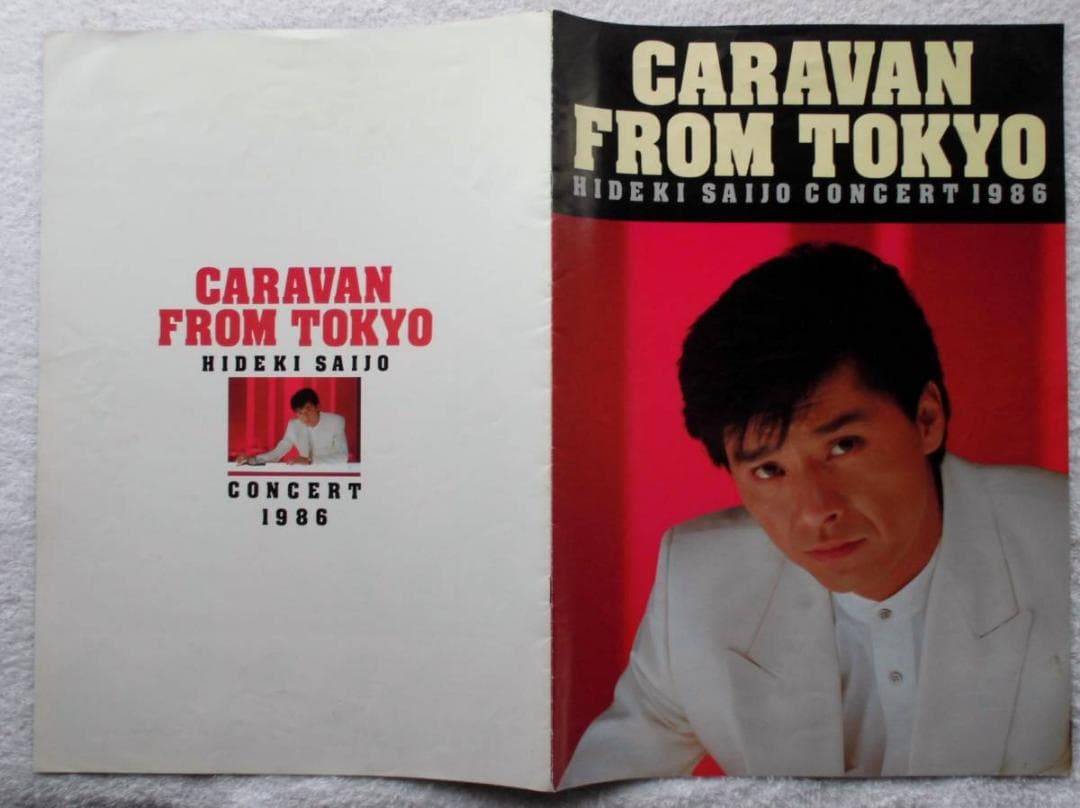 CARAVAN
FROM TOKYO
HIDEKI SAIJO
CONCERT
1986
CARAVAN
FROM TOKYO
HIDEKI SAIJO CONCERT 1986